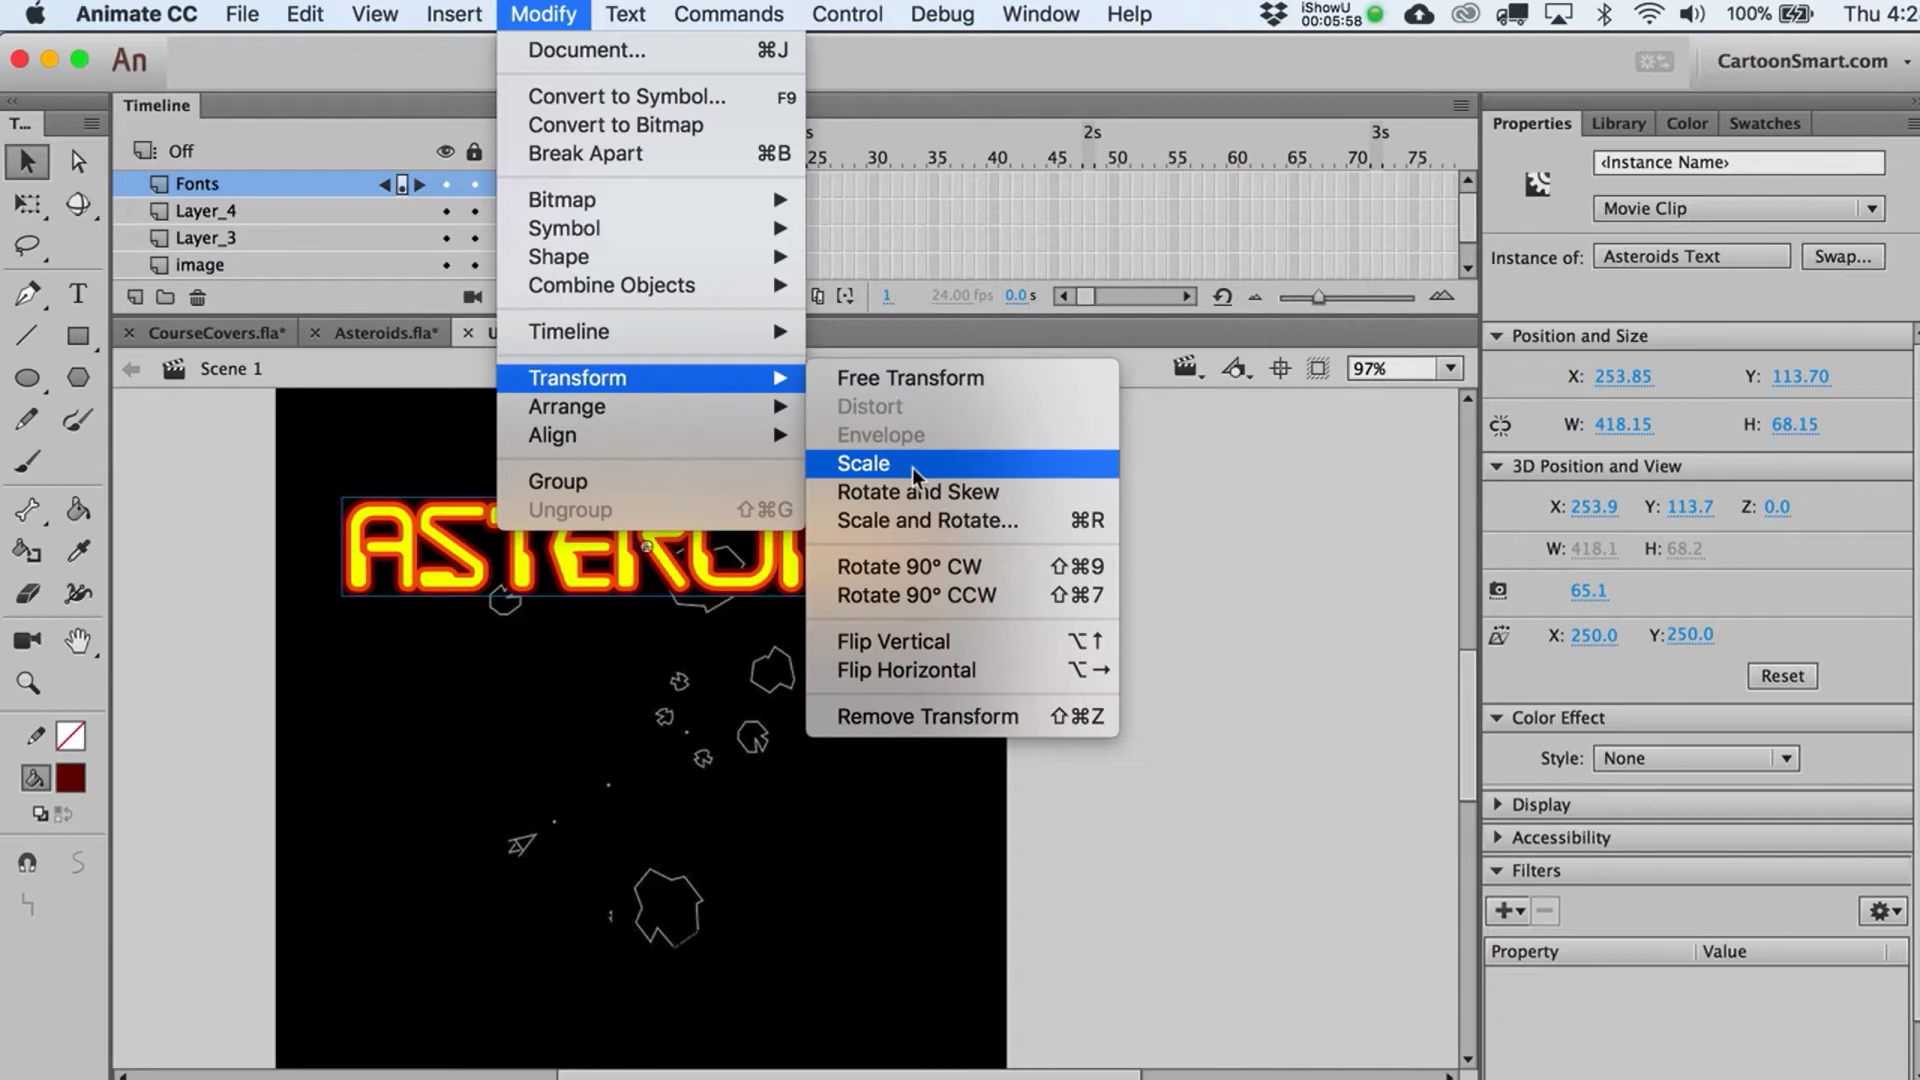 Animate CC File Edit View Insert Modify Text Commands Control Debug Window Help iShowU 00:05:58 100% Thu 4:2
An CartoonSmart.com
Timeline
T...
Off
Fonts
Layer_4
Layer_3
image
s 2s 3s
25 30 35 40 45 50 55 60 65 70 75
1 24.00 fps 0.0 s
CourseCovers.fla* Asteroids.fla* U
Scene 1 97%
Document... ⌘J
Convert to Symbol... F9
Convert to Bitmap
Break Apart ⌘B
Bitmap
Symbol
Shape
Combine Objects
Timeline
Transform
Arrange
Align
Group
Ungroup ⇧⌘G
Free Transform
Distort
Envelope
Scale
Rotate and Skew
Scale and Rotate... ⌘R
Rotate 90° CW ⇧⌘9
Rotate 90° CCW ⇧⌘7
Flip Vertical ⌥↑
Flip Horizontal ⌥→
Remove Transform ⇧⌘Z
ASTEROI
Properties Library Color Swatches
<Instance Name>
Movie Clip
Instance of: Asteroids Text Swap...
Position and Size
X: 253.85 Y: 113.70
W: 418.15 H: 68.15
3D Position and View
X: 253.9 Y: 113.7 Z: 0.0
W: 418.1 H: 68.2
65.1
X: 250.0 Y: 250.0
Reset
Color Effect
Style: None
Display
Accessibility
Filters
Property Value